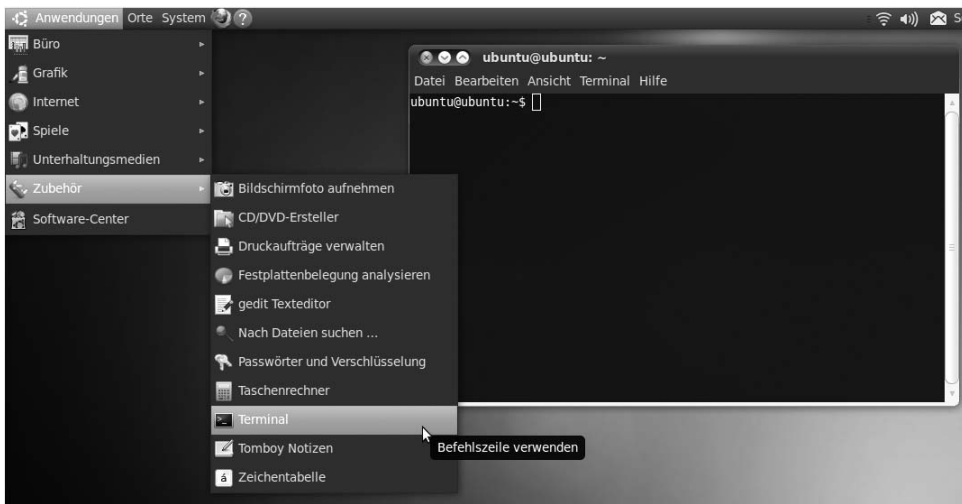 Anwendungen Orte System ?
Büro
Grafik
Internet
Spiele
Unterhaltungsmedien
Zubehör
Software-Center
Bildschirmfoto aufnehmen
CD/DVD-Ersteller
Druckaufträge verwalten
Festplattenbelegung analysieren
gedit Texteditor
Nach Dateien suchen ...
Passwörter und Verschlüsselung
Taschenrechner
>_ Terminal
Tomboy Notizen
á Zeichentabelle
Befehlszeile verwenden
ubuntu@ubuntu: ~
Datei Bearbeiten Ansicht Terminal Hilfe
ubuntu@ubuntu:~$